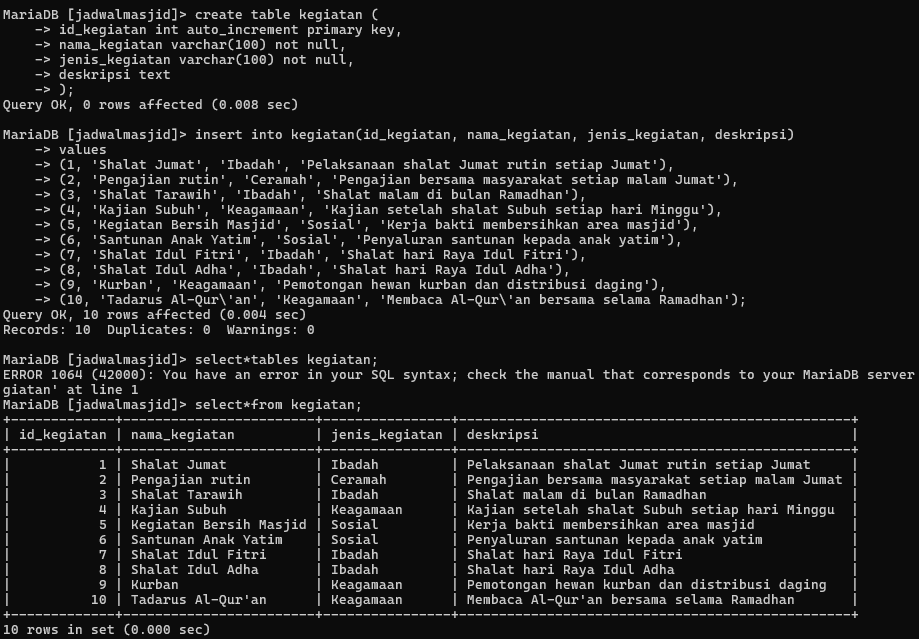 MariaDB [jadwalmasjid]> create table kegiatan (
    -> id_kegiatan int auto_increment primary key,
    -> nama_kegiatan varchar(100) not null,
    -> jenis_kegiatan varchar(100) not null,
    -> deskripsi text
    -> );
Query OK, 0 rows affected (0.008 sec)

MariaDB [jadwalmasjid]> insert into kegiatan(id_kegiatan, nama_kegiatan, jenis_kegiatan, deskripsi)
    -> values
    -> (1, 'Shalat Jumat', 'Ibadah', 'Pelaksanaan shalat Jumat rutin setiap Jumat'),
    -> (2, 'Pengajian rutin', 'Ceramah', 'Pengajian bersama masyarakat setiap malam Jumat'),
    -> (3, 'Shalat Tarawih', 'Ibadah', 'Shalat malam di bulan Ramadhan'),
    -> (4, 'Kajian Subuh', 'Keagamaan', 'Kajian setelah shalat Subuh setiap hari Minggu'),
    -> (5, 'Kegiatan Bersih Masjid', 'Sosial', 'Kerja bakti membersihkan area masjid'),
    -> (6, 'Santunan Anak Yatim', 'Sosial', 'Penyaluran santunan kepada anak yatim'),
    -> (7, 'Shalat Idul Fitri', 'Ibadah', 'Shalat hari Raya Idul Fitri'),
    -> (8, 'Shalat Idul Adha', 'Ibadah', 'Shalat hari Raya Idul Adha'),
    -> (9, 'Kurban', 'Keagamaan', 'Pemotongan hewan kurban dan distribusi daging'),
    -> (10, 'Tadarus Al-Qur\'an', 'Keagamaan', 'Membaca Al-Qur\'an bersama selama Ramadhan');
Query OK, 10 rows affected (0.004 sec)
Records: 10  Duplicates: 0  Warnings: 0

MariaDB [jadwalmasjid]> select*tables kegiatan;
ERROR 1064 (42000): You have an error in your SQL syntax; check the manual that corresponds to your MariaDB server
giatan' at line 1
MariaDB [jadwalmasjid]> select*from kegiatan;
+-------------+------------------------+----------------+-------------------------------------------------+
| id_kegiatan | nama_kegiatan          | jenis_kegiatan | deskripsi                                       |
+-------------+------------------------+----------------+-------------------------------------------------+
|           1 | Shalat Jumat           | Ibadah         | Pelaksanaan shalat Jumat rutin setiap Jumat     |
|           2 | Pengajian rutin        | Ceramah        | Pengajian bersama masyarakat setiap malam Jumat |
|           3 | Shalat Tarawih         | Ibadah         | Shalat malam di bulan Ramadhan                  |
|           4 | Kajian Subuh           | Keagamaan      | Kajian setelah shalat Subuh setiap hari Minggu  |
|           5 | Kegiatan Bersih Masjid | Sosial         | Kerja bakti membersihkan area masjid            |
|           6 | Santunan Anak Yatim    | Sosial         | Penyaluran santunan kepada anak yatim           |
|           7 | Shalat Idul Fitri      | Ibadah         | Shalat hari Raya Idul Fitri                     |
|           8 | Shalat Idul Adha       | Ibadah         | Shalat hari Raya Idul Adha                      |
|           9 | Kurban                 | Keagamaan      | Pemotongan hewan kurban dan distribusi daging   |
|          10 | Tadarus Al-Qur'an      | Keagamaan      | Membaca Al-Qur'an bersama selama Ramadhan       |
+-------------+------------------------+----------------+-------------------------------------------------+
10 rows in set (0.000 sec)